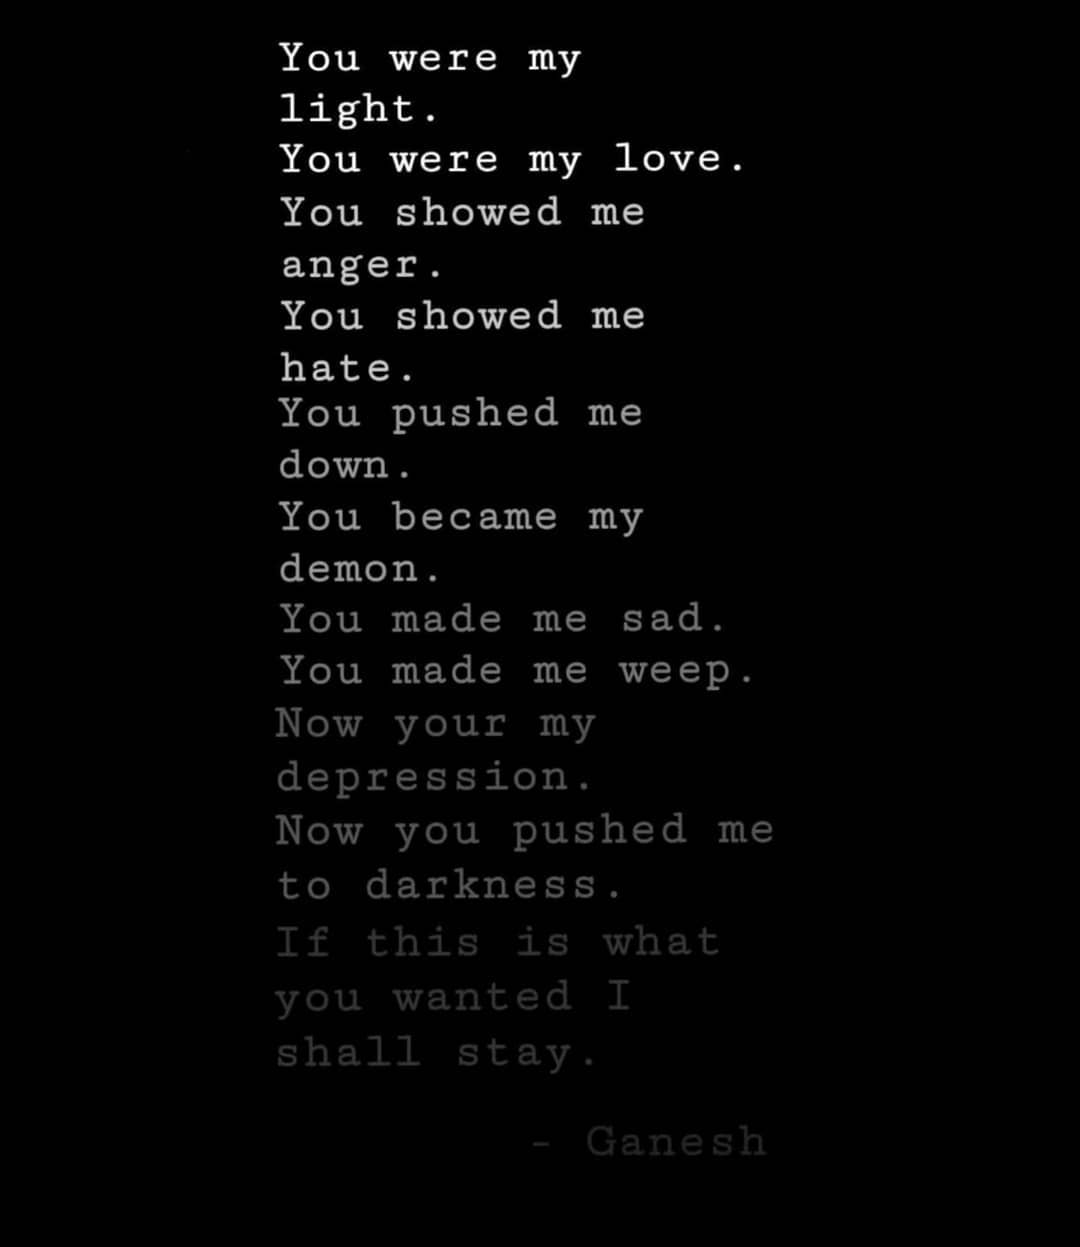 You were my
light.
You were my love.
You showed me
anger.
You showed me
hate.
You pushed me
down.
You became my
demon.
You made me sad.
You made me weep.
Now your my
depression.
Now you pushed me
to darkness.
If this is what
you wanted I
shall stay.
- Ganesh